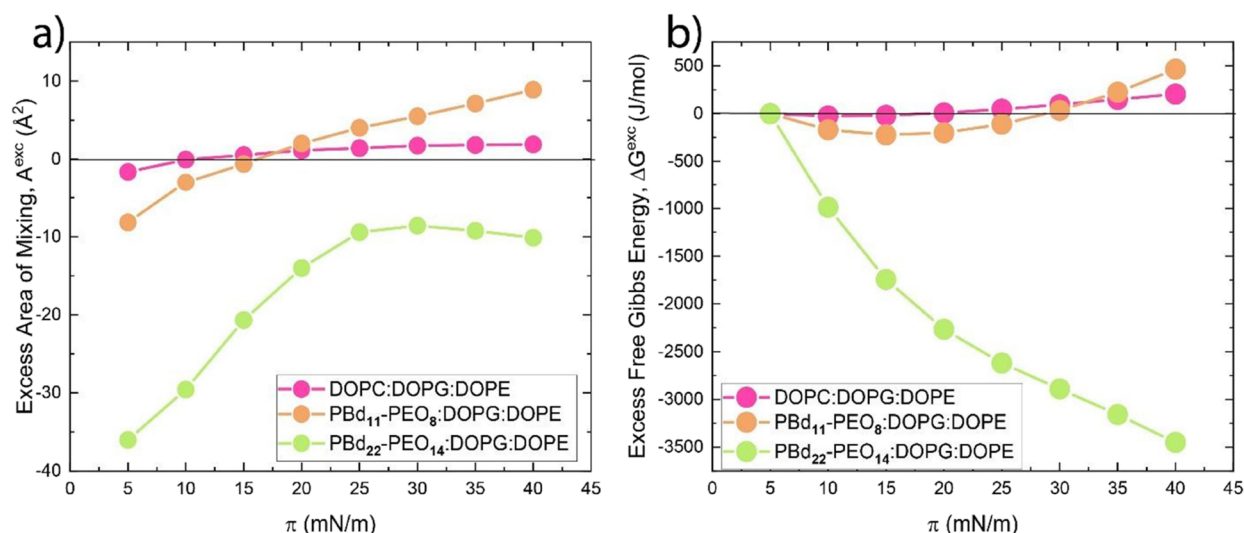 a)
Excess Area of Mixing, A^exc (Å²)
10
0
-10
-20
-30
-40
DOPC:DOPG:DOPE
PBd₁₁-PEO₈:DOPG:DOPE
PBd₂₂-PEO₁₄:DOPG:DOPE
0 5 10 15 20 25 30 35 40 45
π (mN/m)
b)
Excess Free Gibbs Energy, ΔG^exc (J/mol)
500
0
-500
-1000
-1500
-2000
-2500
-3000
-3500
DOPC:DOPG:DOPE
PBd₁₁-PEO₈:DOPG:DOPE
PBd₂₂-PEO₁₄:DOPG:DOPE
0 5 10 15 20 25 30 35 40 45
π (mN/m)